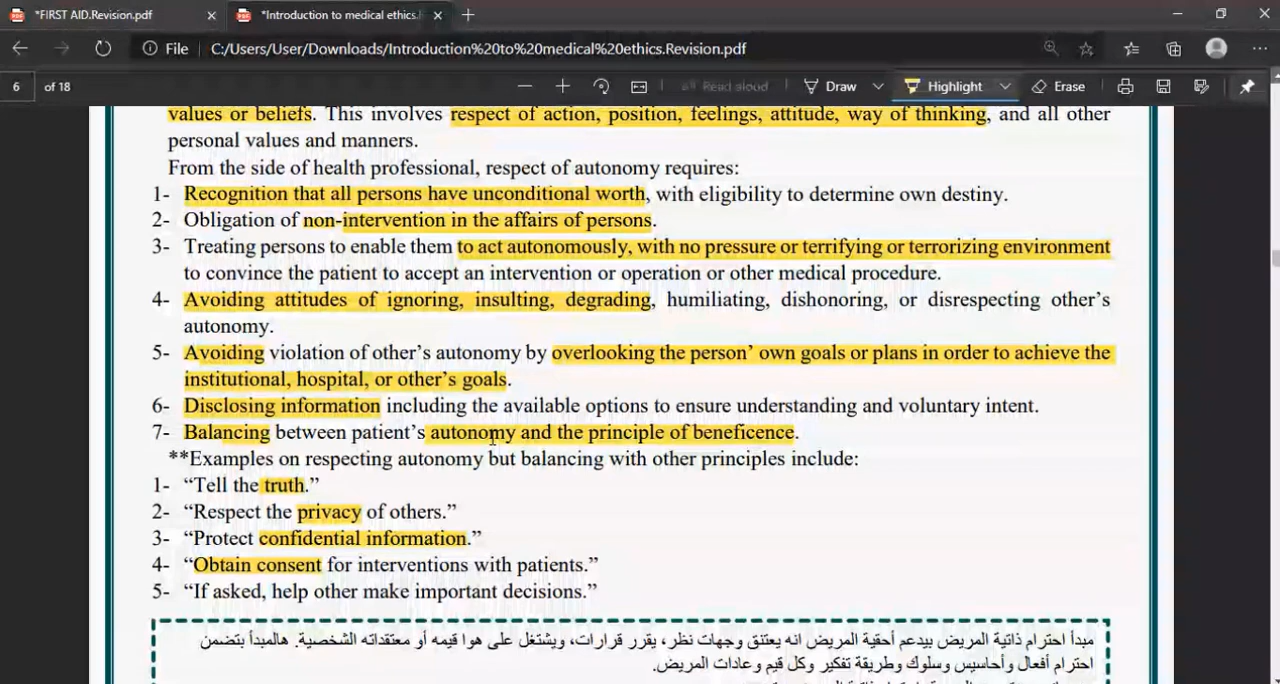 *FIRST AID.Revision.pdf
*Introduction to medical ethics.
File C:/Users/User/Downloads/Introduction%20to%20medical%20ethics.Revision.pdf
6 of 18 Read aloud Draw Highlight Erase
values or beliefs. This involves respect of action, position, feelings, attitude, way of thinking, and all other
personal values and manners.
From the side of health professional, respect of autonomy requires:
1- Recognition that all persons have unconditional worth, with eligibility to determine own destiny.
2- Obligation of non-intervention in the affairs of persons.
3- Treating persons to enable them to act autonomously, with no pressure or terrifying or terrorizing environment
to convince the patient to accept an intervention or operation or other medical procedure.
4- Avoiding attitudes of ignoring, insulting, degrading, humiliating, dishonoring, or disrespecting other’s
autonomy.
5- Avoiding violation of other’s autonomy by overlooking the person’ own goals or plans in order to achieve the
institutional, hospital, or other’s goals.
6- Disclosing information including the available options to ensure understanding and voluntary intent.
7- Balancing between patient’s autonomy and the principle of beneficence.
**Examples on respecting autonomy but balancing with other principles include:
1- “Tell the truth.”
2- “Respect the privacy of others.”
3- “Protect confidential information.”
4- “Obtain consent for interventions with patients.”
5- “If asked, help other make important decisions.”
مبدأ احترام ذاتية المريض بيدعم أحقية المريض انه يعتنق وجهات نظر، يقرر قرارات، ويشتغل على هوا قيمه أو معتقداته الشخصية. هالمبدأ بتضمن
احترام أفعال وأحاسيس وسلوك وطريقة تفكير وكل قيم وعادات المريض.